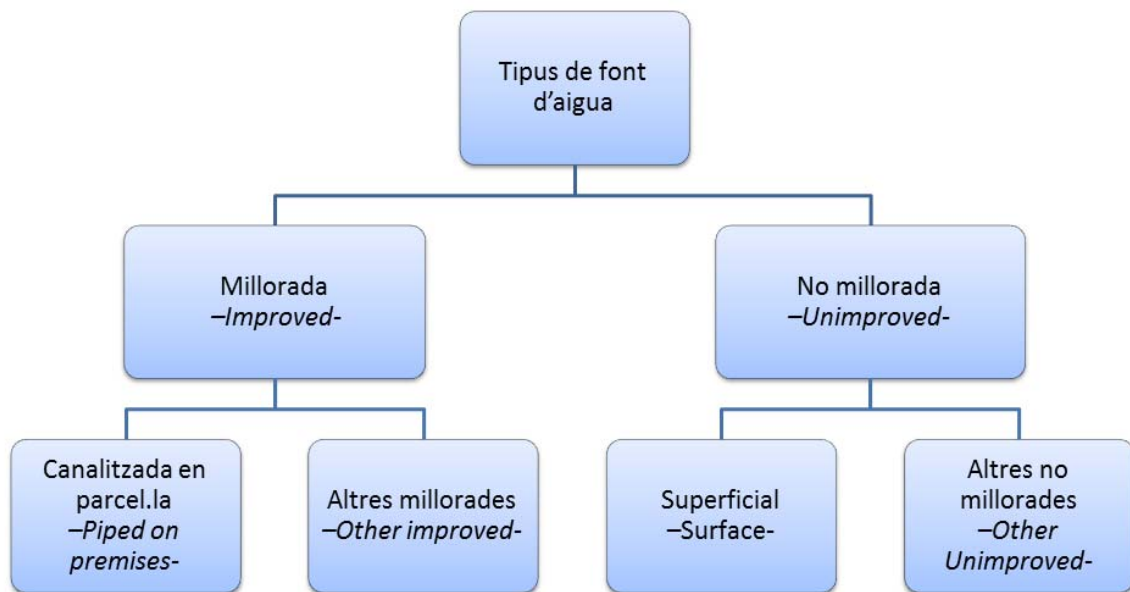 Tipus de font
d'aigua
Millorada
–Improved-
No millorada
–Unimproved-
Canalitzada en
parcel.la
–Piped on
premises-
Altres millorades
–Other improved-
Superficial
–Surface-
Altres no
millorades
–Other
Unimproved-